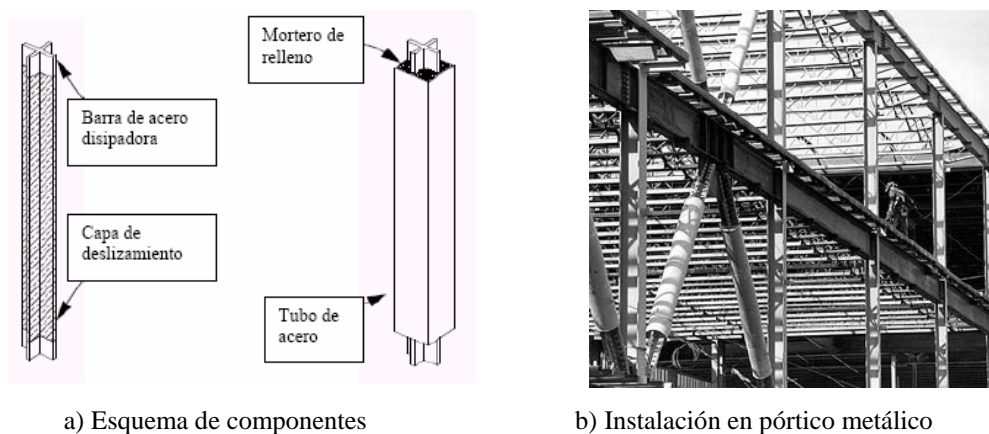 Barra de acero
disipadora
Capa de
deslizamiento
Mortero de
relleno
Tubo de
acero
a) Esquema de componentes
b) Instalación en pórtico metálico